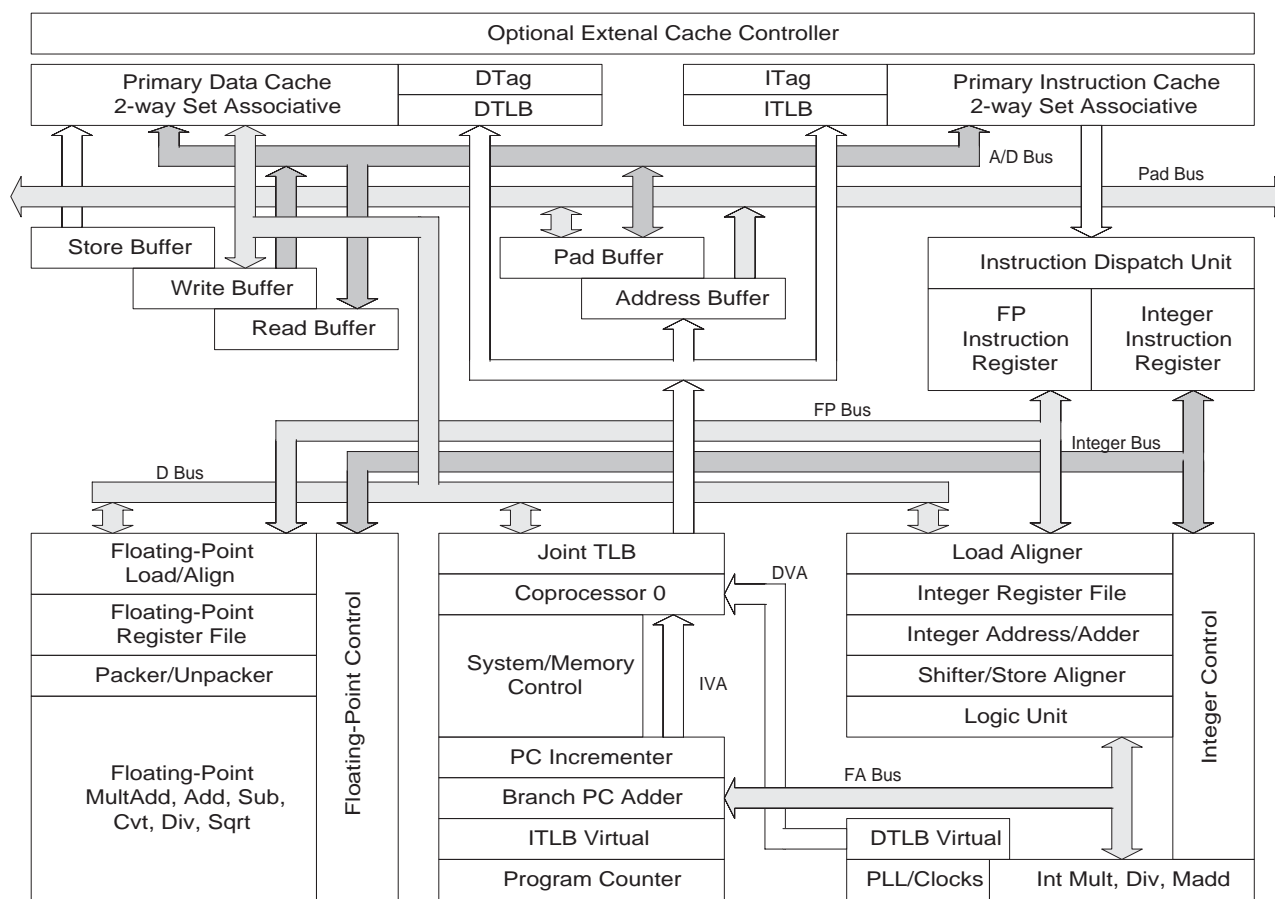 Optional Extenal Cache Controller
Primary Data Cache
2-way Set Associative
DTag
DTLB
ITag
ITLB
Primary Instruction Cache
2-way Set Associative
A/D Bus
Pad Bus
Store Buffer
Write Buffer
Read Buffer
Pad Buffer
Address Buffer
Instruction Dispatch Unit
FP
Instruction
Register
Integer
Instruction
Register
FP Bus
Integer Bus
D Bus
Floating-Point
Load/Align
Floating-Point
Register File
Packer/Unpacker
Floating-Point
MultAdd, Add, Sub,
Cvt, Div, Sqrt
Floating-Point Control
Joint TLB
Coprocessor 0
System/Memory
Control
PC Incrementer
Branch PC Adder
ITLB Virtual
Program Counter
DVA
IVA
FA Bus
Load Aligner
Integer Register File
Integer Address/Adder
Shifter/Store Aligner
Logic Unit
Integer Control
DTLB Virtual
PLL/Clocks
Int Mult, Div, Madd